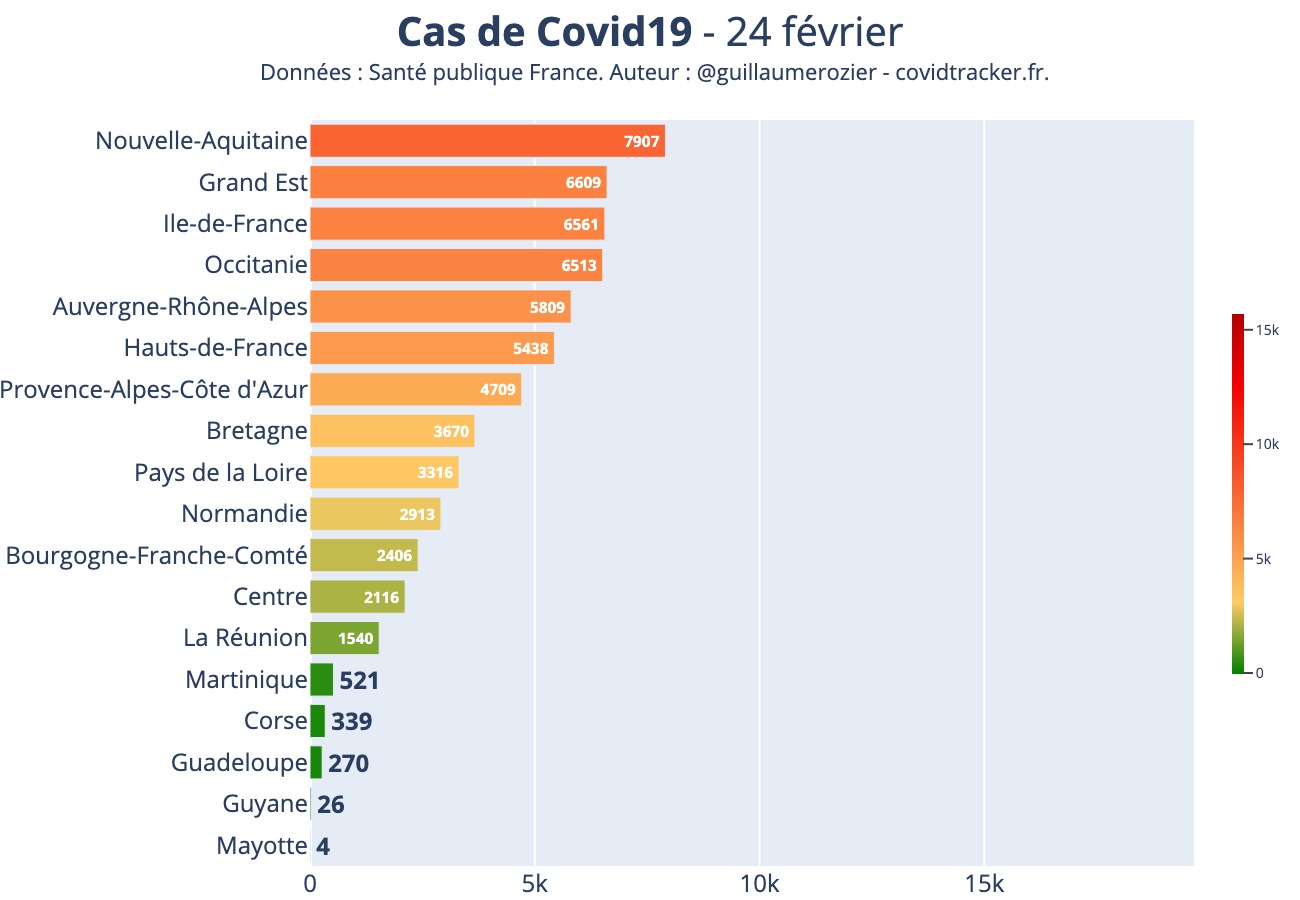 Cas de Covid19 - 24 février
Données : Santé publique France. Auteur : @guillaumerozier - covidtracker.fr.
Nouvelle-Aquitaine 7907
Grand Est 6609
Ile-de-France 6561
Occitanie 6513
Auvergne-Rhône-Alpes 5809
Hauts-de-France 5438
Provence-Alpes-Côte d'Azur 4709
Bretagne 3670
Pays de la Loire 3316
Normandie 2913
Bourgogne-Franche-Comté 2406
Centre 2116
La Réunion 1540
Martinique 521
Corse 339
Guadeloupe 270
Guyane 26
Mayotte 4
0 5k 10k 15k
15k
10k
5k
0